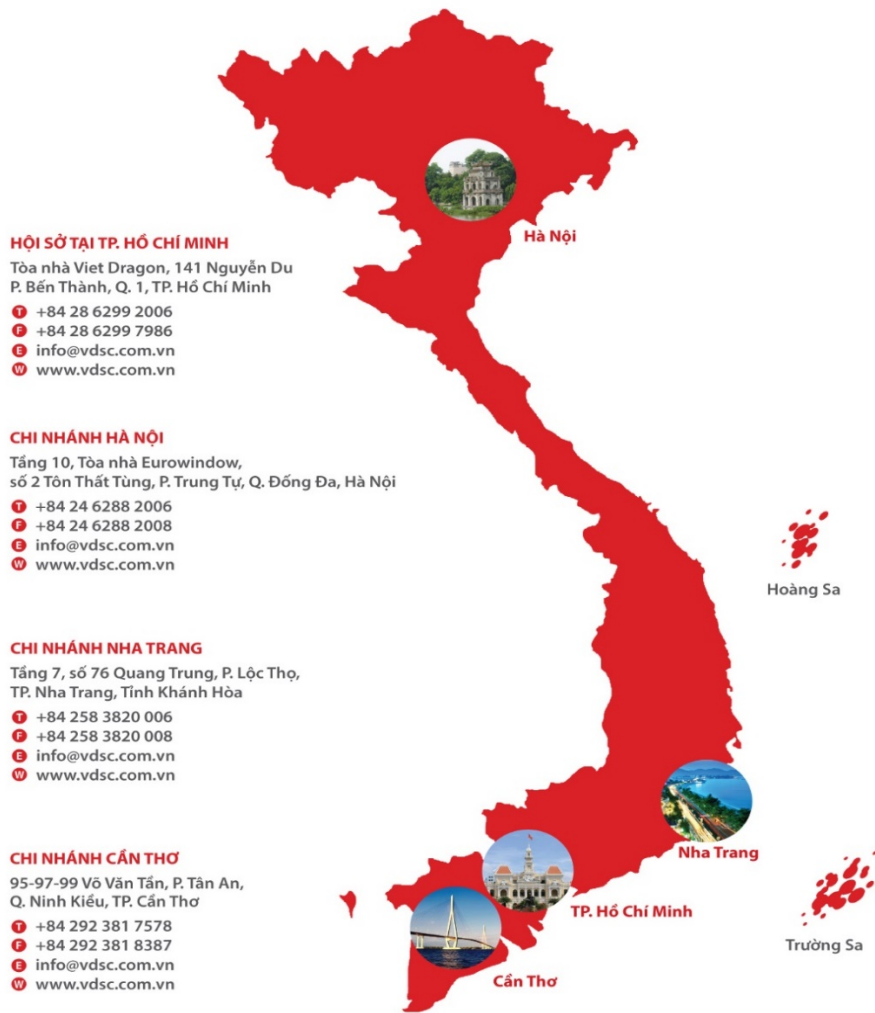 HỘI SỞ TẠI TP. HỒ CHÍ MINH
Tòa nhà Viet Dragon, 141 Nguyễn Du
P. Bến Thành, Q. 1, TP. Hồ Chí Minh
T +84 28 6299 2006
F +84 28 6299 7986
E info@vdsc.com.vn
W www.vdsc.com.vn
CHI NHÁNH HÀ NỘI
Tầng 10, Tòa nhà Eurowindow,
số 2 Tôn Thất Tùng, P. Trung Tự, Q. Đống Đa, Hà Nội
T +84 24 6288 2006
F +84 24 6288 2008
E info@vdsc.com.vn
W www.vdsc.com.vn
CHI NHÁNH NHA TRANG
Tầng 7, số 76 Quang Trung, P. Lộc Thọ,
TP. Nha Trang, Tỉnh Khánh Hòa
T +84 258 3820 006
F +84 258 3820 008
E info@vdsc.com.vn
W www.vdsc.com.vn
CHI NHÁNH CẦN THƠ
95-97-99 Võ Văn Tần, P. Tân An,
Q. Ninh Kiều, TP. Cần Thơ
T +84 292 381 7578
F +84 292 381 8387
E info@vdsc.com.vn
W www.vdsc.com.vn
Hà Nội
Hoàng Sa
Nha Trang
TP. Hồ Chí Minh
Trường Sa
Cần Thơ